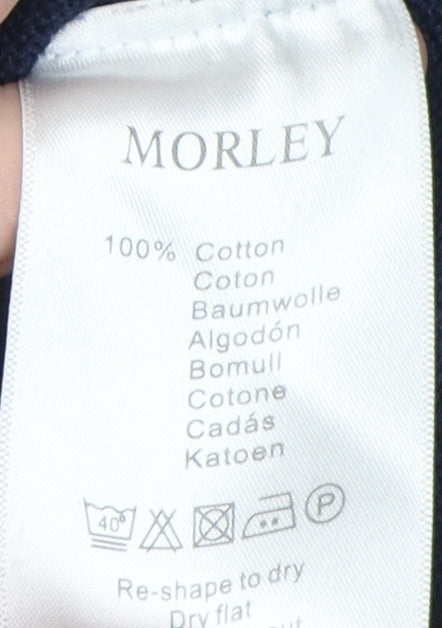 MORLEY
100% Cotton
Coton
Baumwolle
Algodón
Bomull
Cotone
Cadás
Katoen
40° P
Re-shape to dry
Dry flat